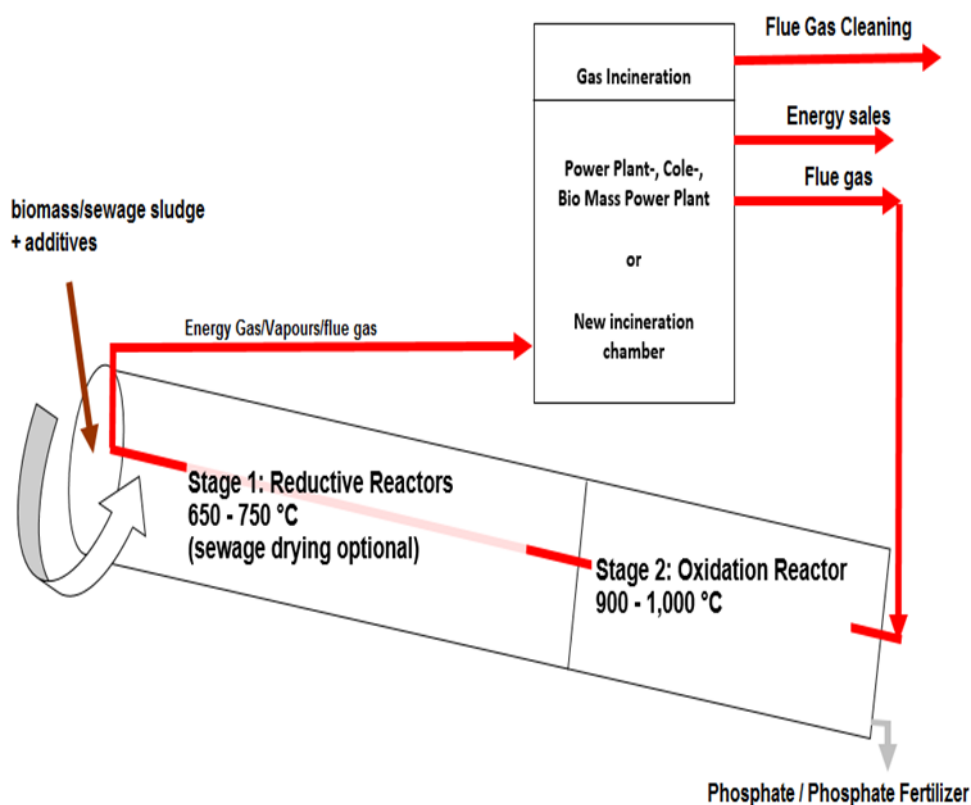 Flue Gas Cleaning
Gas Incineration
Energy sales
Power Plant-, Cole-,
Bio Mass Power Plant
or
New incineration
chamber
Flue gas
biomass/sewage sludge
+ additives
Energy Gas/Vapours/flue gas
Stage 1: Reductive Reactors
650 - 750 °C
(sewage drying optional)
Stage 2: Oxidation Reactor
900 - 1,000 °C
Phosphate / Phosphate Fertilizer